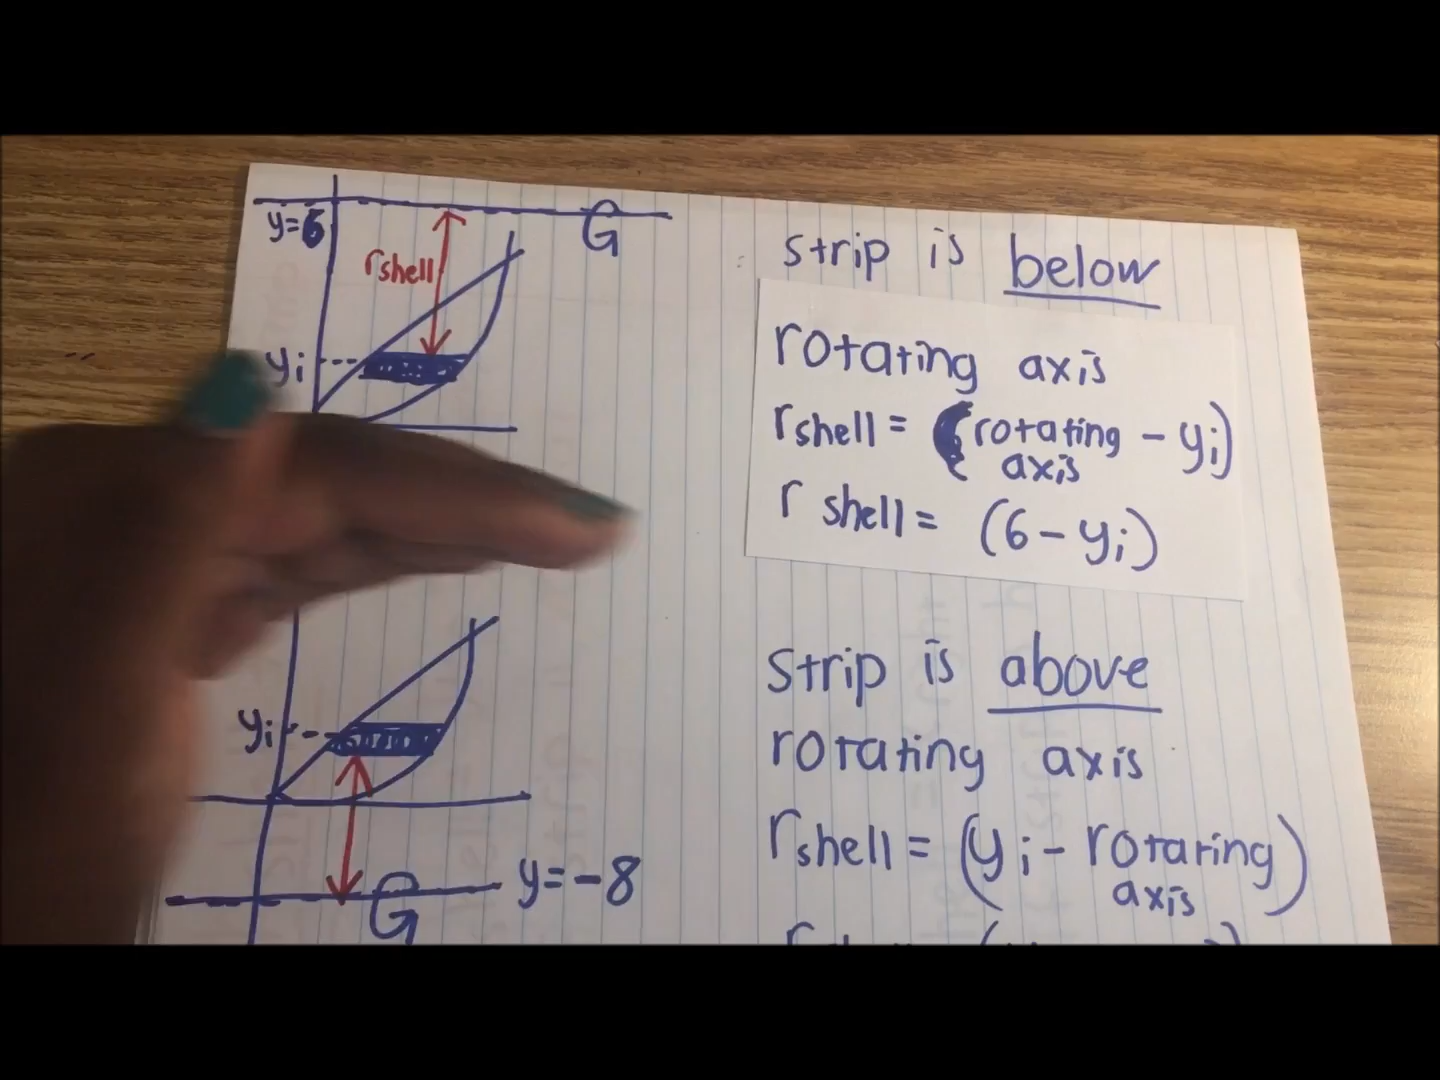 y=6
rshell
yi
strip is below
rotating axis
rshell = (rotating - yi)
axis
r shell = (6 - yi)
yi
y=-8
strip is above
rotating axis
rshell = (yi - rotating)
axis